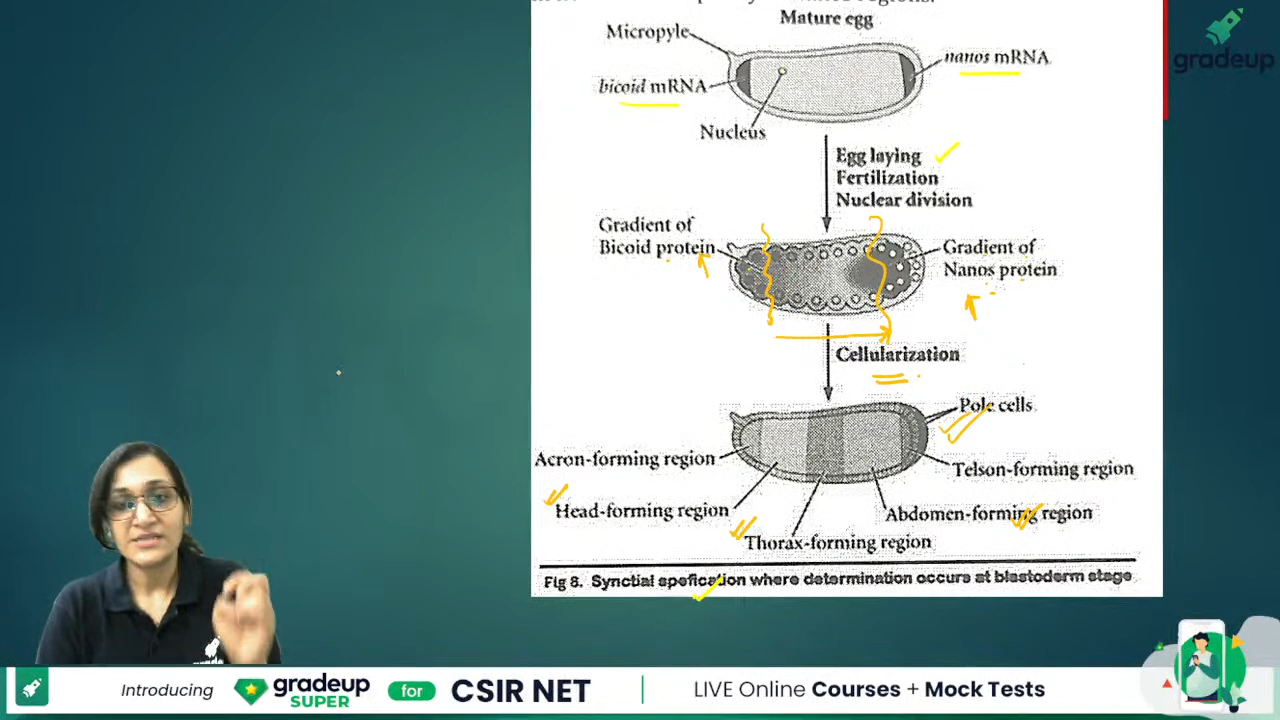 Mature egg
Micropyle
nanos mRNA
bicoid mRNA
Nucleus
Egg laying
Fertilization
Nuclear division
Gradient of
Bicoid protein
Gradient of
Nanos protein
Cellularization
Pole cells
Acron-forming region
Telson-forming region
Head-forming region
Abdomen-forming region
Thorax-forming region
Fig 8. Synctial spefication where determination occurs at blastoderm stage
gradeup
Introducing
gradeup
SUPER
for
CSIR NET
LIVE Online Courses + Mock Tests